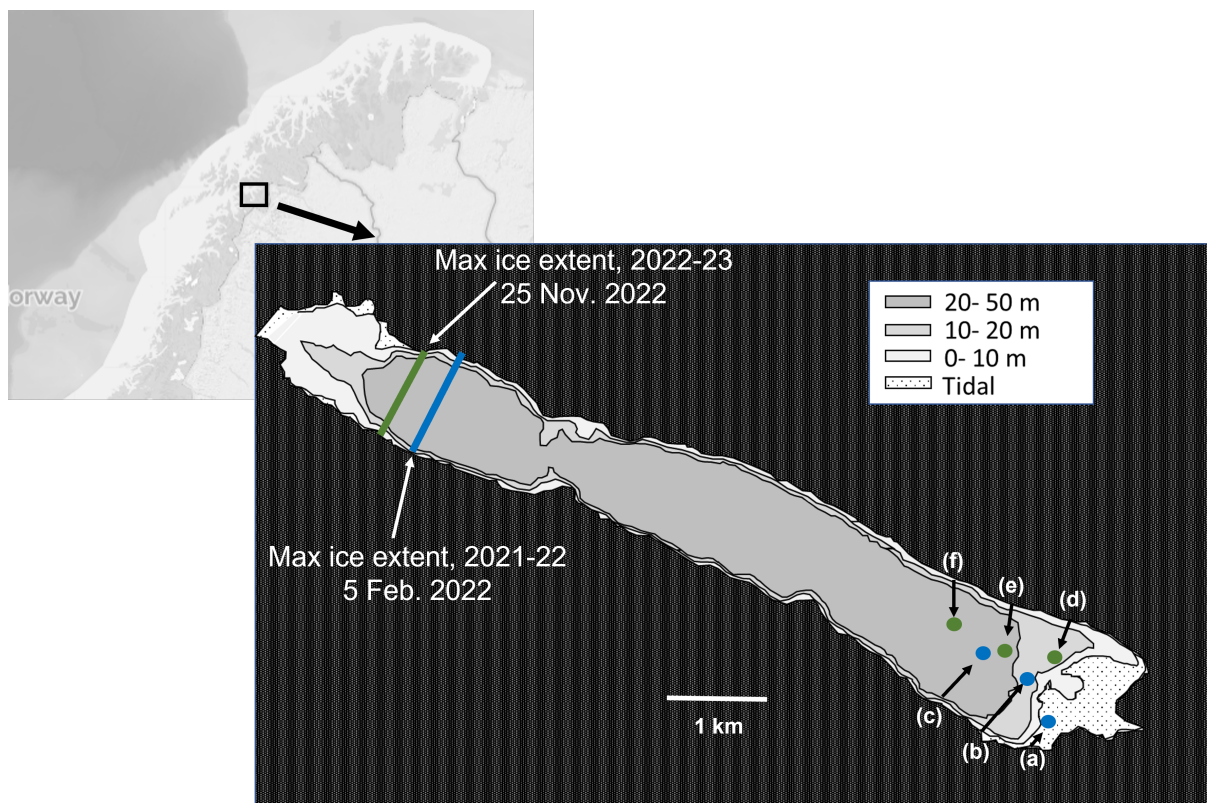 orway
Max ice extent, 2022-23
25 Nov. 2022
20- 50 m
10- 20 m
0- 10 m
Tidal
Max ice extent, 2021-22
5 Feb. 2022
(f)
(e)
(d)
1 km
(c)
(b)
(a)